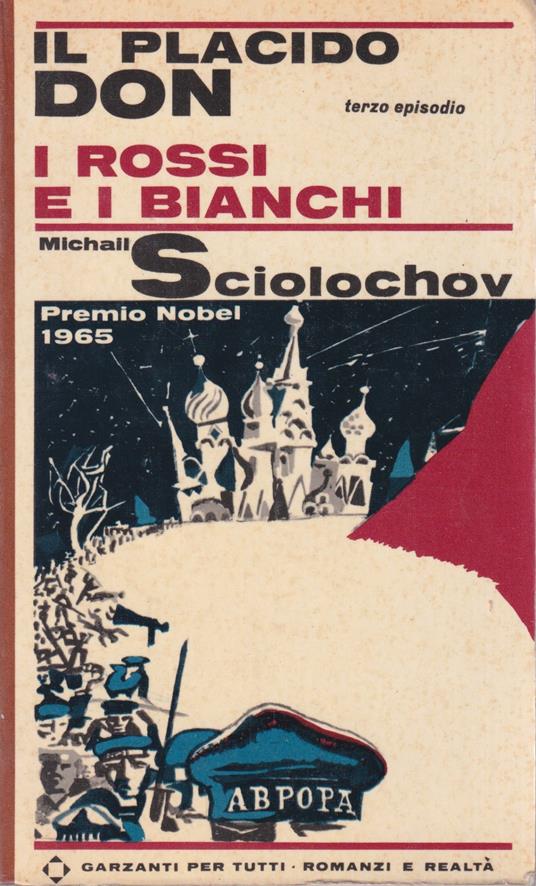 IL PLACIDO
DON
terzo episodio
I ROSSI
E I BIANCHI
Michail
Sciolochov
Premio Nobel
1965
АВРОРА
GARZANTI PER TUTTI · ROMANZI E REALTÀ